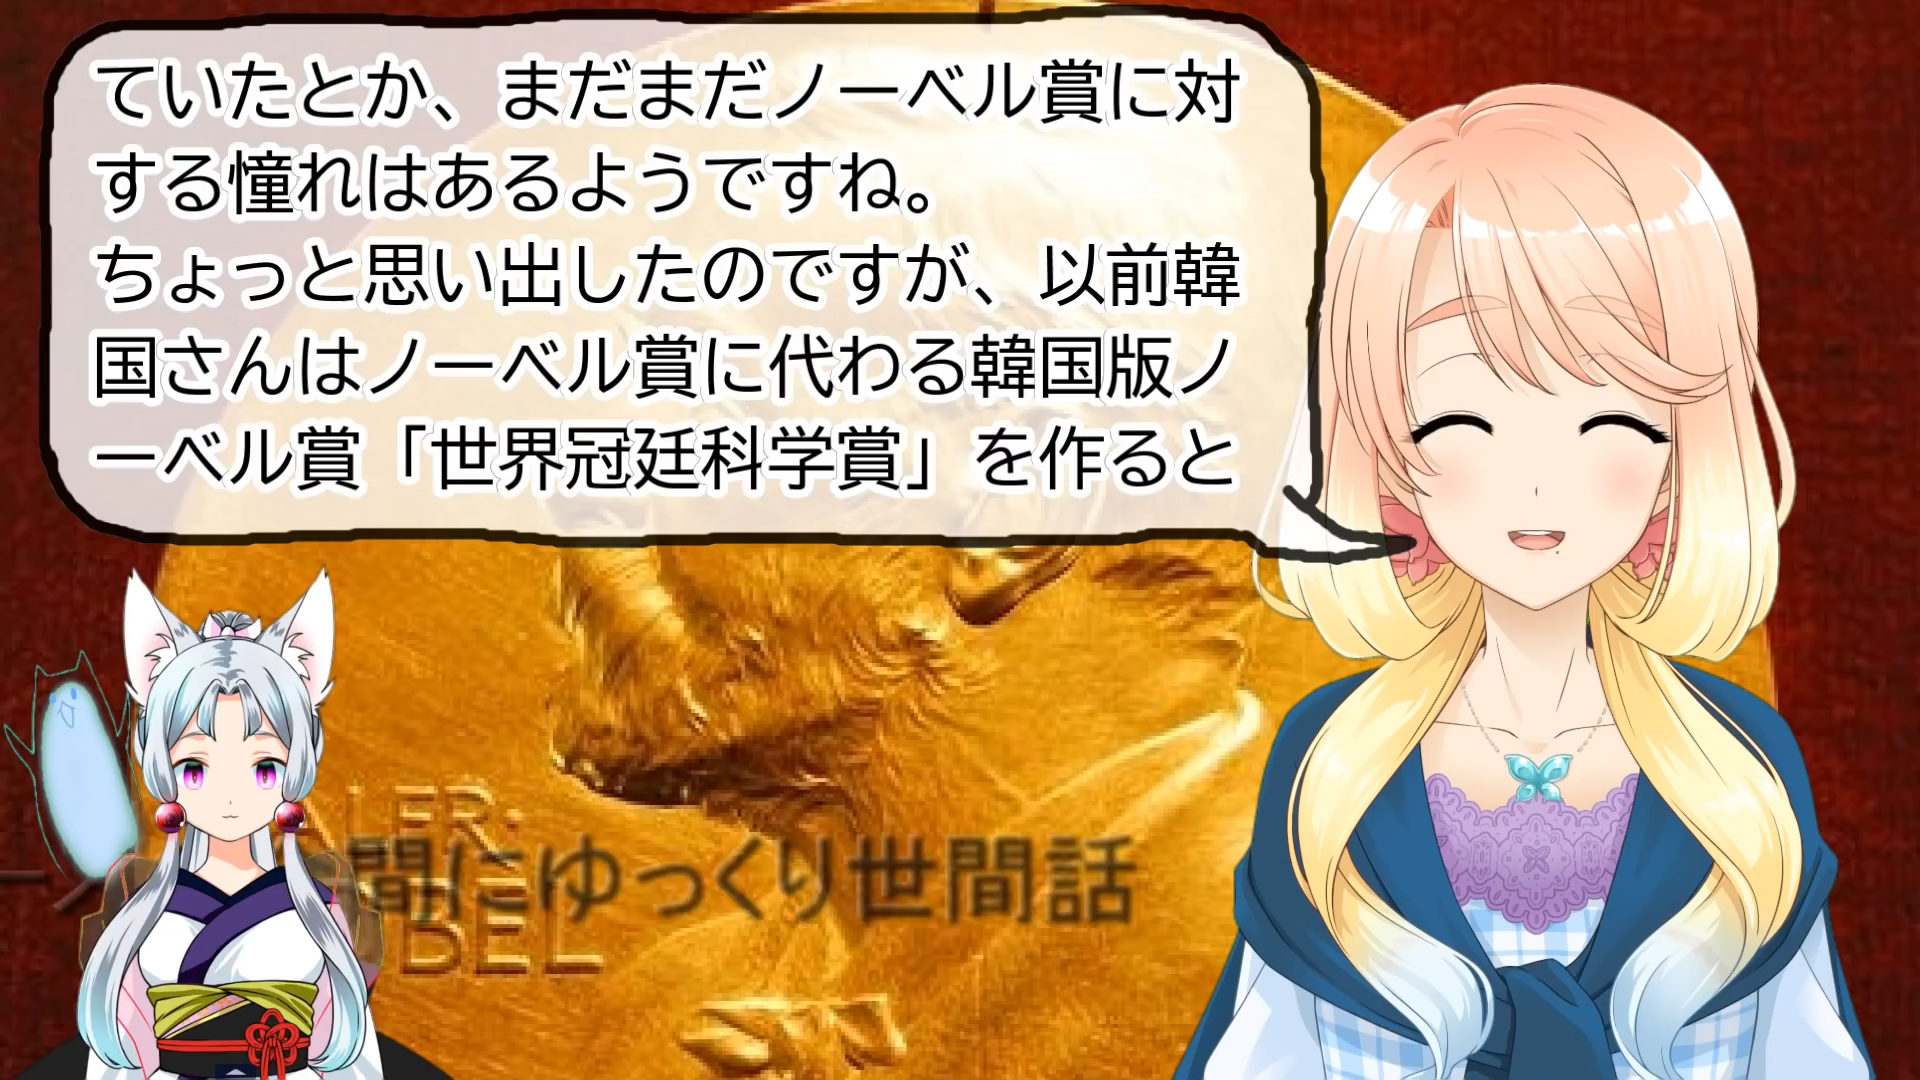 ていたとか、まだまだノーベル賞に対
する憧れはあるようですね。
ちょっと思い出したのですが、以前韓
国さんはノーベル賞に代わる韓国版ノ
ーベル賞「世界冠廷科学賞」を作ると
間にゆっくり世間話